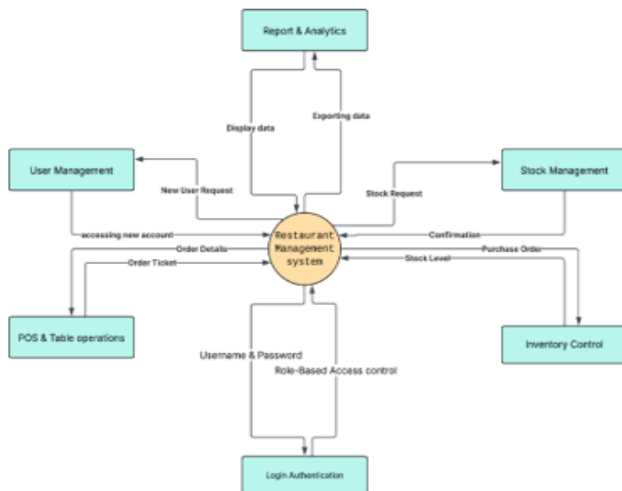 Report & Analytics
Display data
Exporting data
User Management
Stock Management
New User Request
Stock Request
Restaurant
Management
system
accessing new account
Confirmation
Order Details
Purchase Order
Order Ticket
Stock Level
POS & Table operations
Inventory Control
Username & Password
Role-Based Access control
Login Authentication